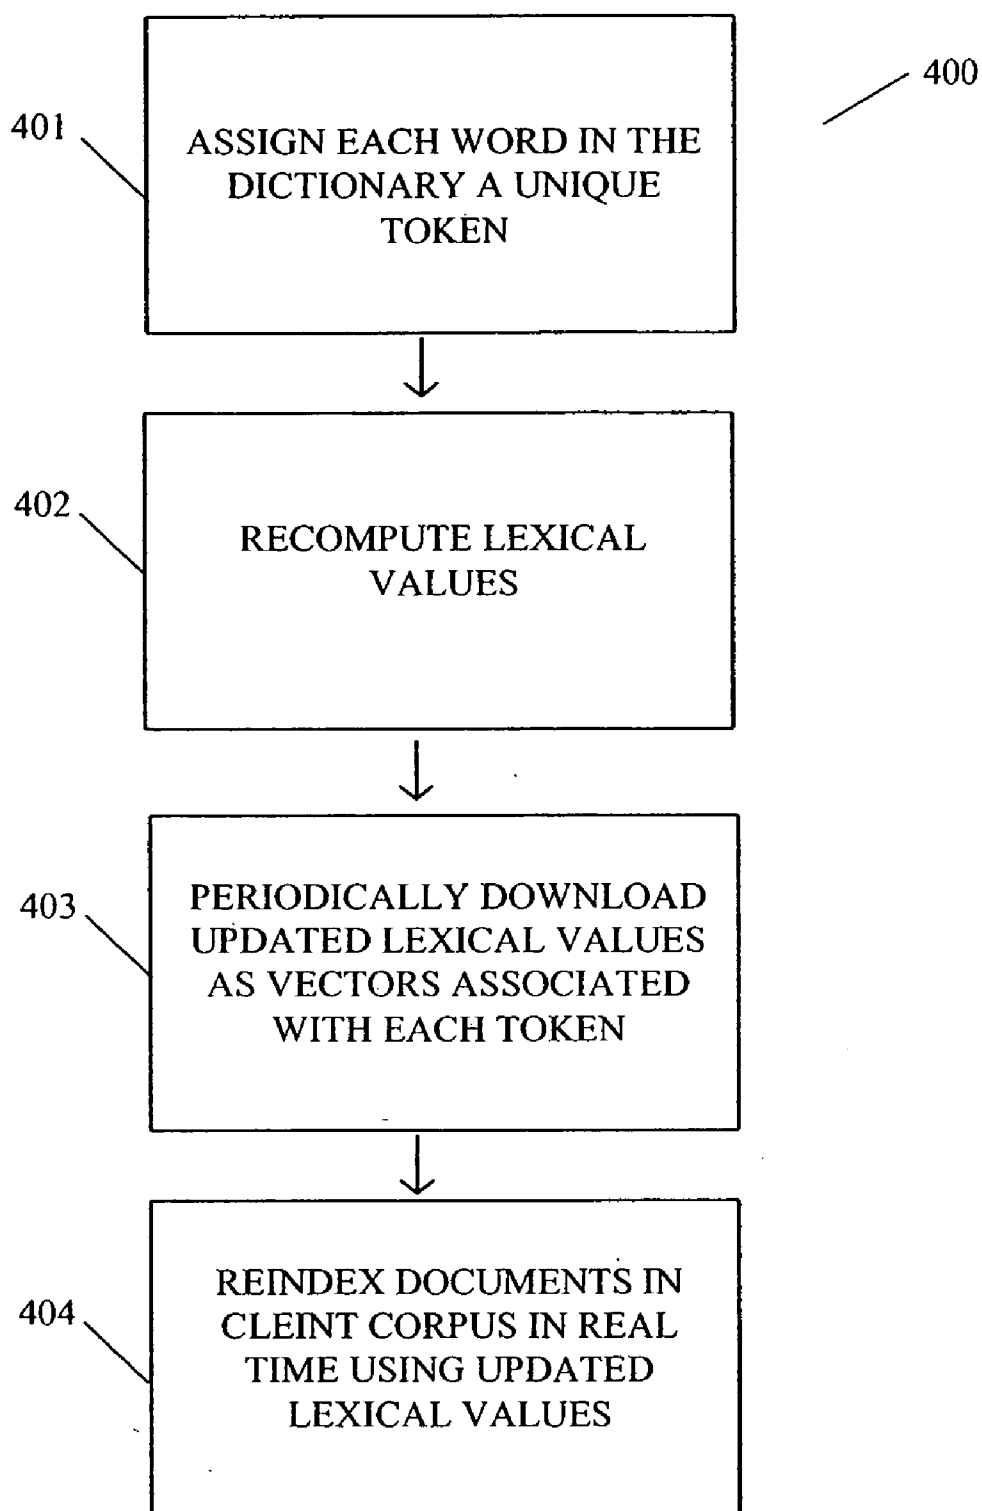 400
401
ASSIGN EACH WORD IN THE
DICTIONARY A UNIQUE
TOKEN
402
RECOMPUTE LEXICAL
VALUES
403
PERIODICALLY DOWNLOAD
UPDATED LEXICAL VALUES
AS VECTORS ASSOCIATED
WITH EACH TOKEN
404
REINDEX DOCUMENTS IN
CLEINT CORPUS IN REAL
TIME USING UPDATED
LEXICAL VALUES